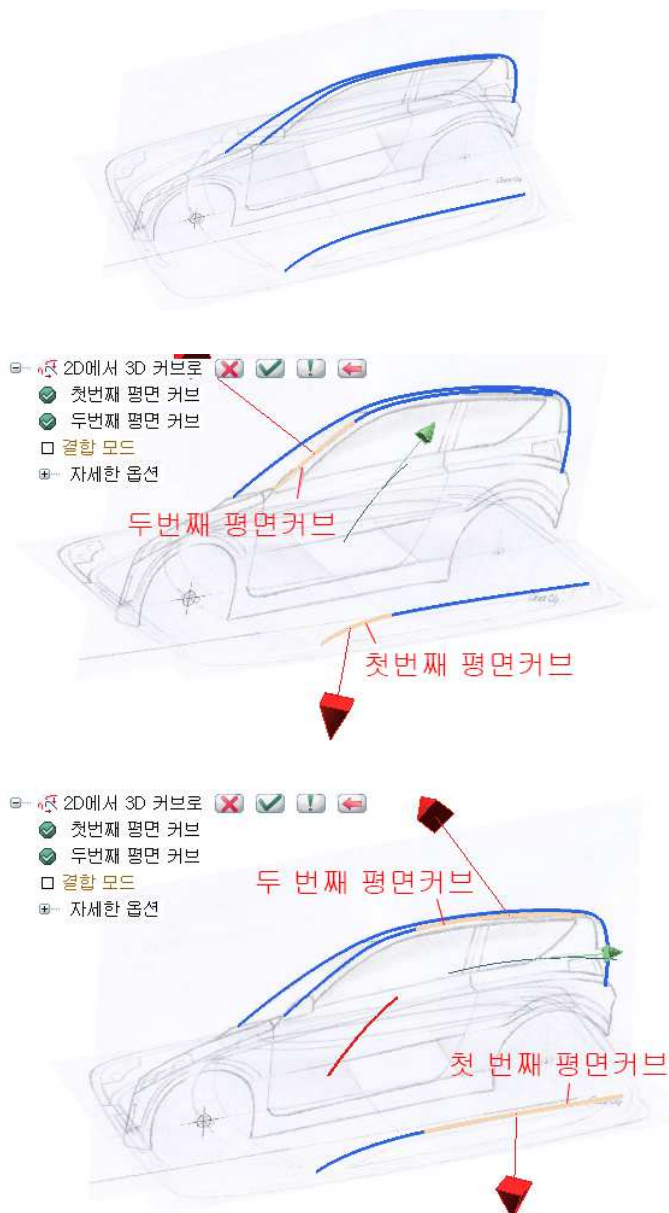 2D에서 3D 커브로
첫번째 평면 커브
두번째 평면 커브
결합 모드
자세한 옵션
두번째 평면커브
첫번째 평면커브
2D에서 3D 커브로
첫번째 평면 커브
두번째 평면 커브
결합 모드
자세한 옵션
두 번째 평면커브
첫 번째 평면커브